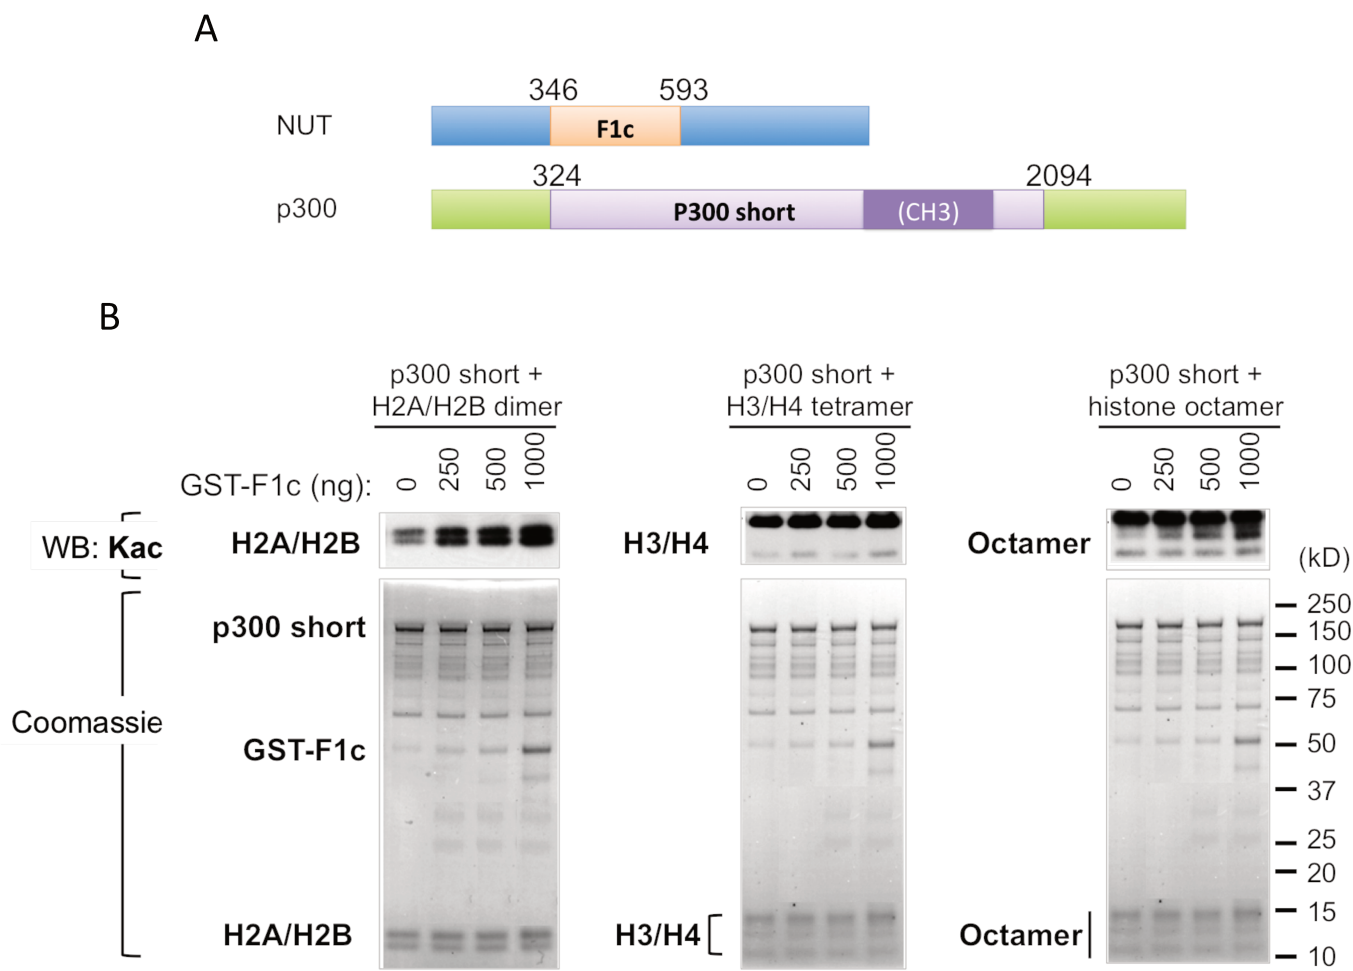 A
346 593
NUT F1c
324 2094
p300 P300 short (CH3)
B
p300 short +
H2A/H2B dimer
p300 short +
H3/H4 tetramer
p300 short +
histone octamer
GST-F1c (ng): 0 250 500 1000 0 250 500 1000 0 250 500 1000
WB: Kac H2A/H2B H3/H4 Octamer
(kD)
Coomassie
p300 short
GST-F1c
H2A/H2B H3/H4 Octamer
250
150
100
75
50
37
25
20
15
10